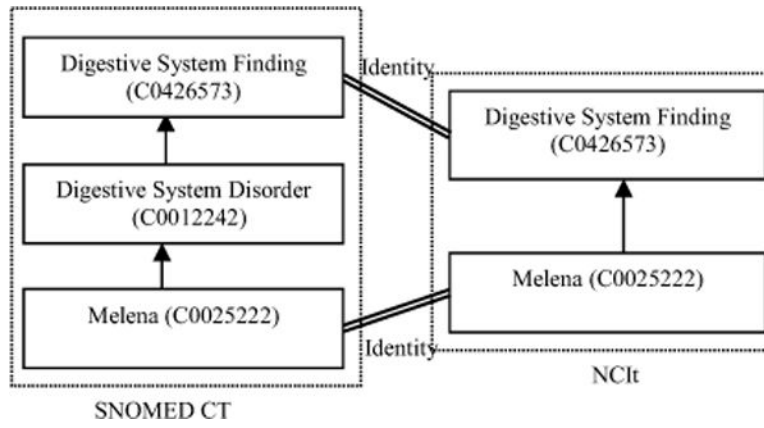 Digestive System Finding
(C0426573)
Identity
Digestive System Finding
(C0426573)
Digestive System Disorder
(C0012242)
Melena (C0025222)
Melena (C0025222)
Identity
NCIt
SNOMED CT